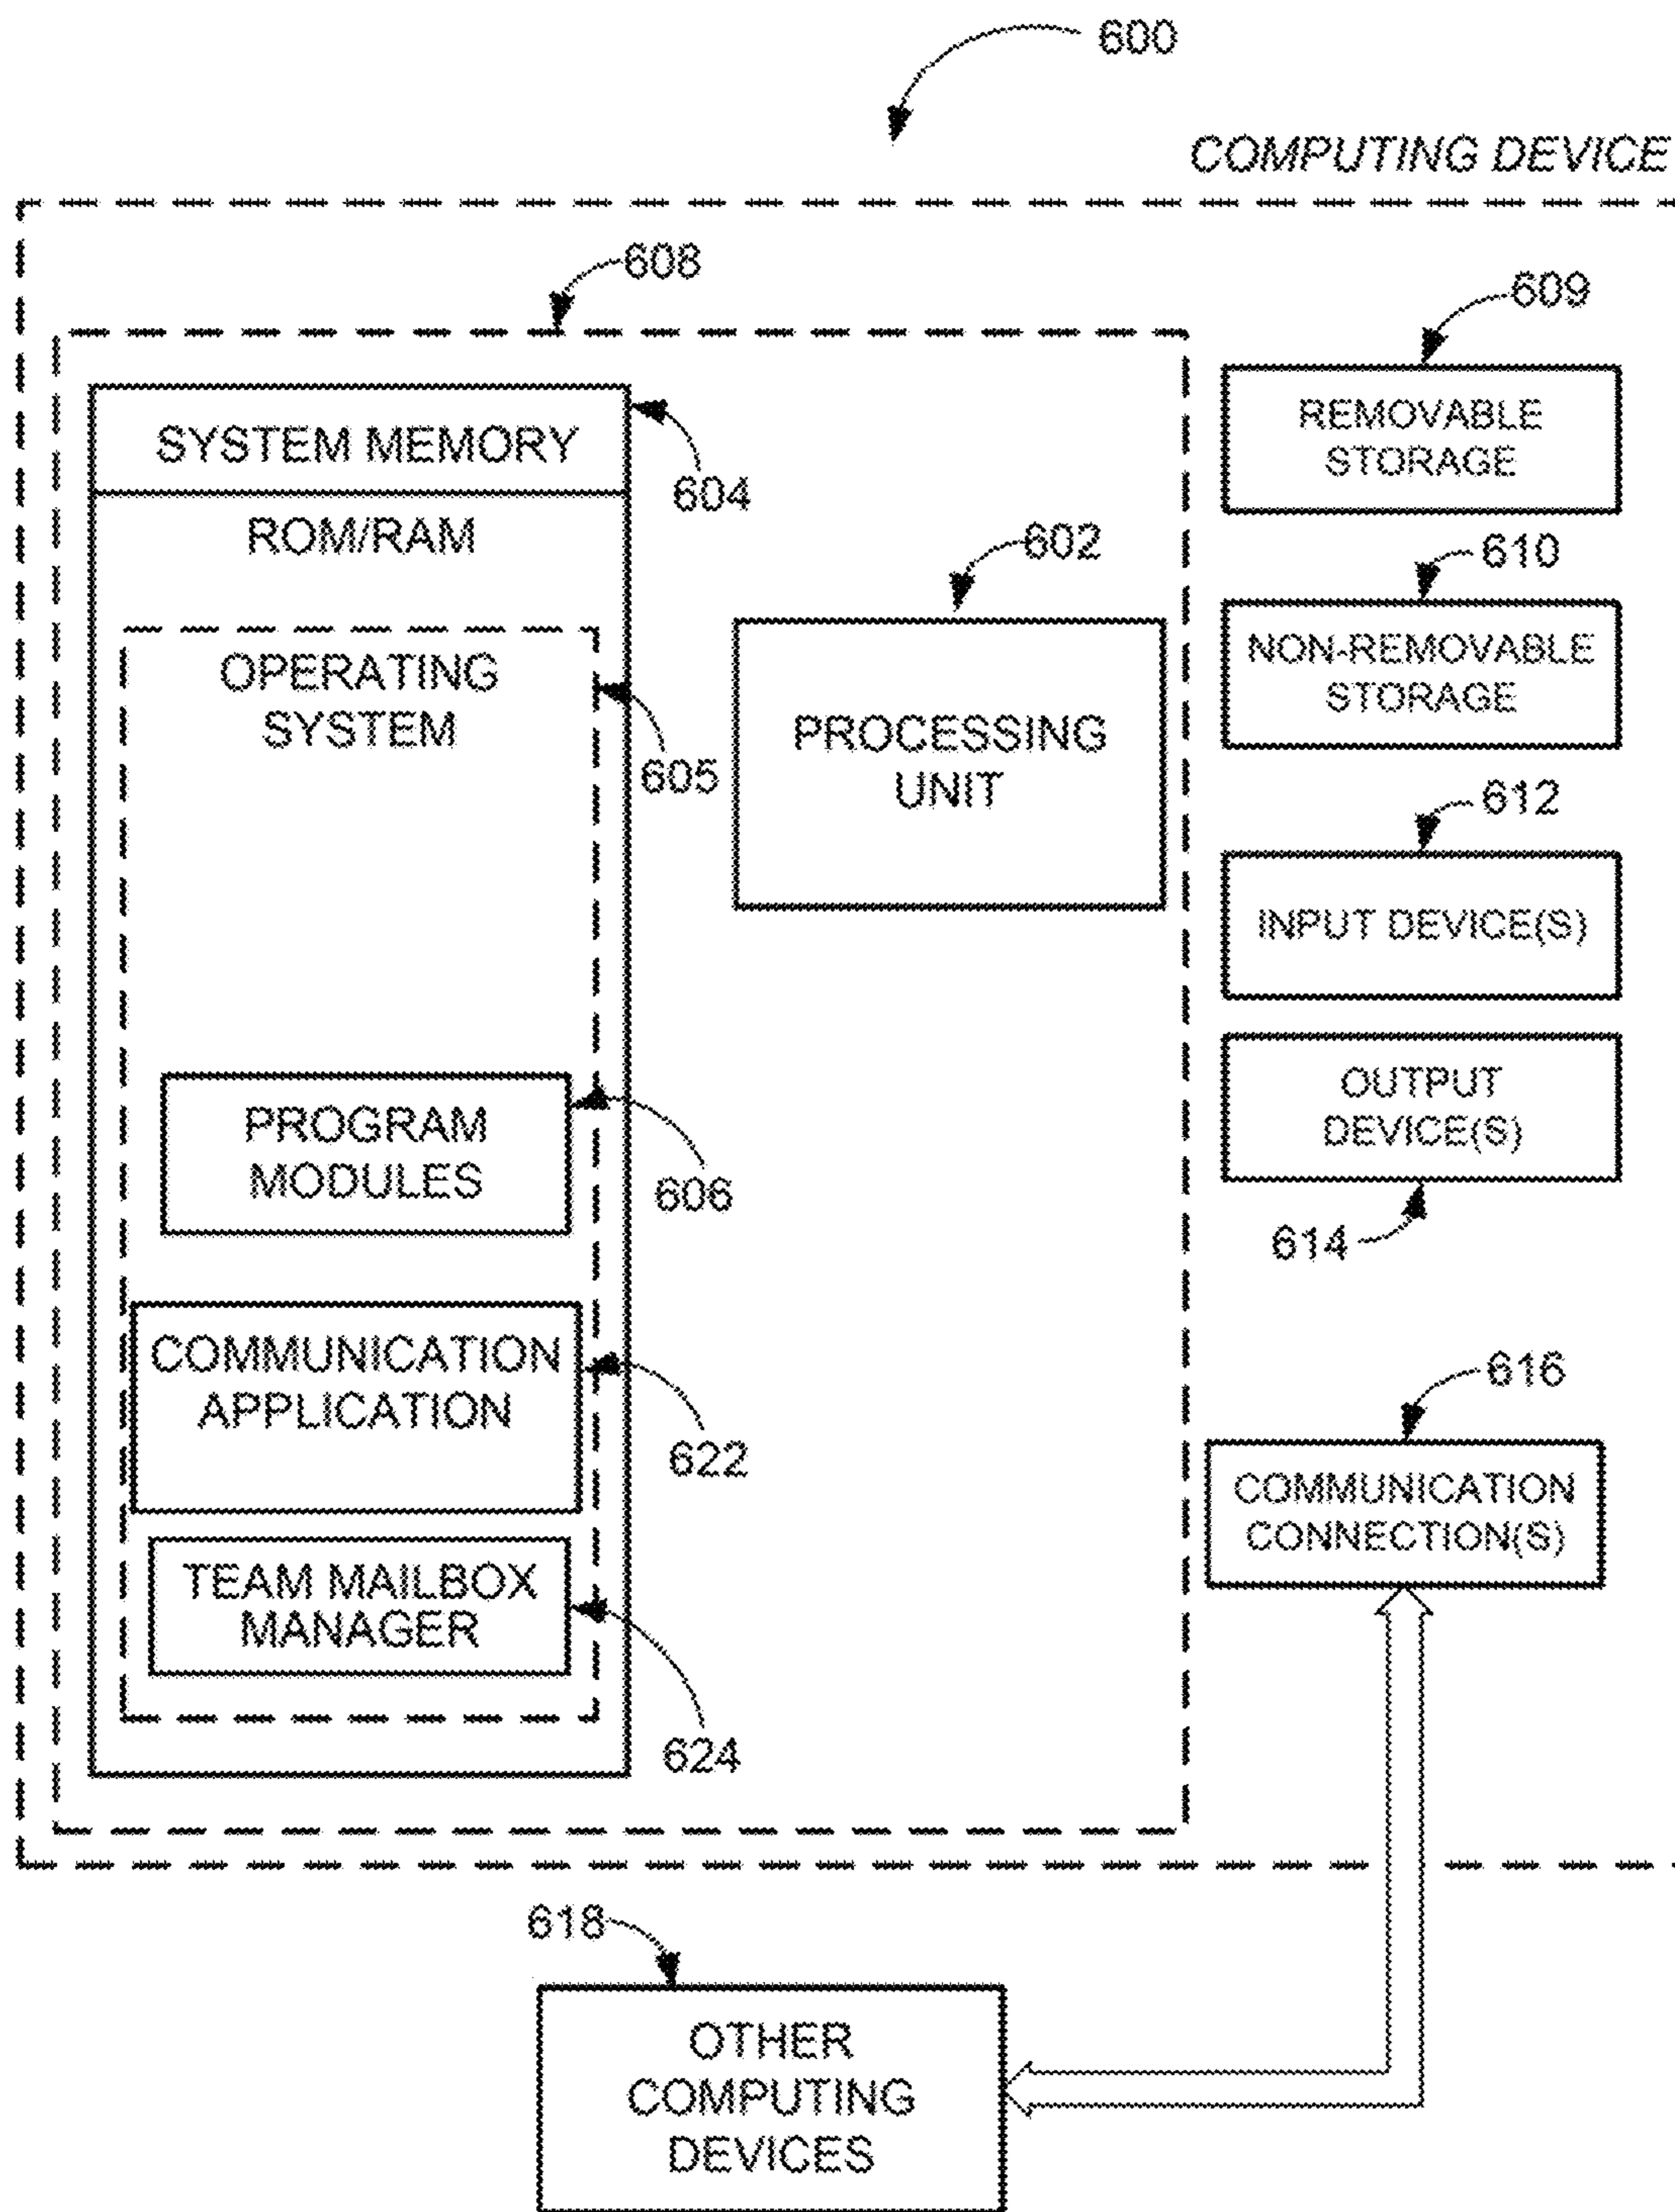 600
COMPUTING DEVICE
608
609
SYSTEM MEMORY
604
ROM/RAM
OPERATING
SYSTEM
605
602
PROCESSING
UNIT
REMOVABLE
STORAGE
610
NON-REMOVABLE
STORAGE
612
INPUT DEVICE(S)
OUTPUT
DEVICE(S)
614
PROGRAM
MODULES
606
COMMUNICATION
APPLICATION
622
616
COMMUNICATION
CONNECTION(S)
TEAM MAILBOX
MANAGER
624
618
OTHER
COMPUTING
DEVICES